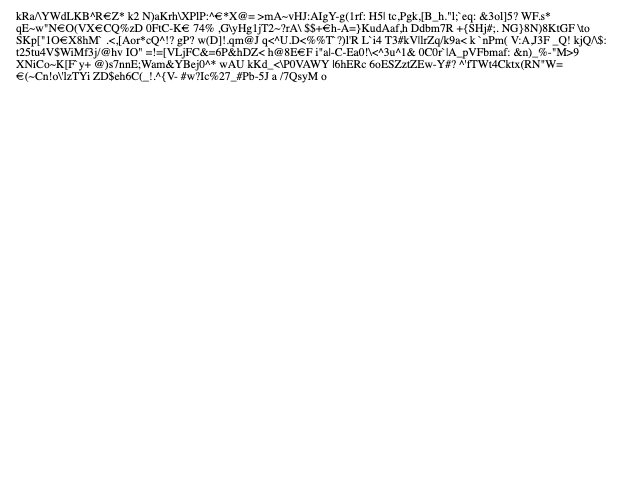 kRa/\YWdLKB^R€Z* k2 N)aKrh\XPlP:^€*X@= >mA~vHJ:AIgY-g(1rf: H5| tc,Pgk,[B_h."l;`eq: &3ol]5? WF.s*
qE~w"N€O(VX€CQ%zD 0FtC-K€ 74% ,G\yHg1jT2~?rA\ $S+€h-A=}KudAaf,h Ddbm7R +{SHj#;. NG}8N)8KtGF \to
SKp["1O€X8hM` .<,[Aor*cQ^!? gP? w(D]!.qm@J q<^U.D<%%T` ?)l'R L`i4 T3#kV|lrZq/k9a< k `nPm( V:A,J3F _Q! kjQ/\$:
t25tu4V$WiMf3j/@hv IO" =!=[VLjFC&=6P&hDZ< h@8E€F i"a|-C-Ea0!\<^3u^1& 0C0r`|A_pVFbmaf: &n)_%-"M>9
XNiCo~K[F`y+ @)s7nnE;Wam&YBej0^* wAU kKd_<\P0VAWY |6hERc 6oESZztZEw-Y#? ^'fTWt4Cktx(RN"W=
€(~Cn!o\'lzTYi ZD$eh6C(_!.^{V- #w?Ic%27_#Pb-5J a /7QsyM o